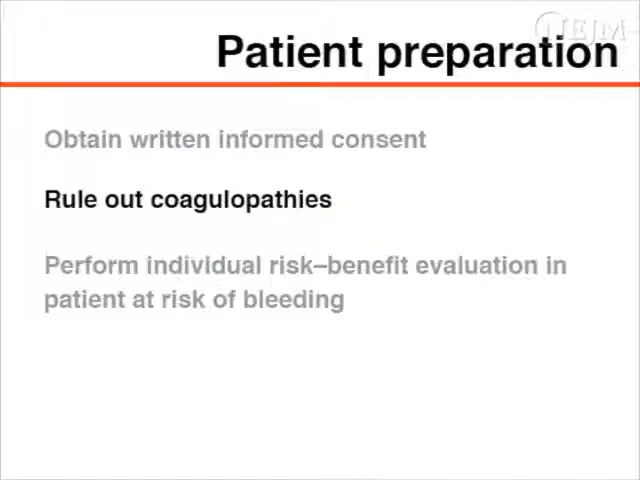 NEJM
Patient preparation
Obtain written informed consent
Rule out coagulopathies
Perform individual risk–benefit evaluation in
patient at risk of bleeding